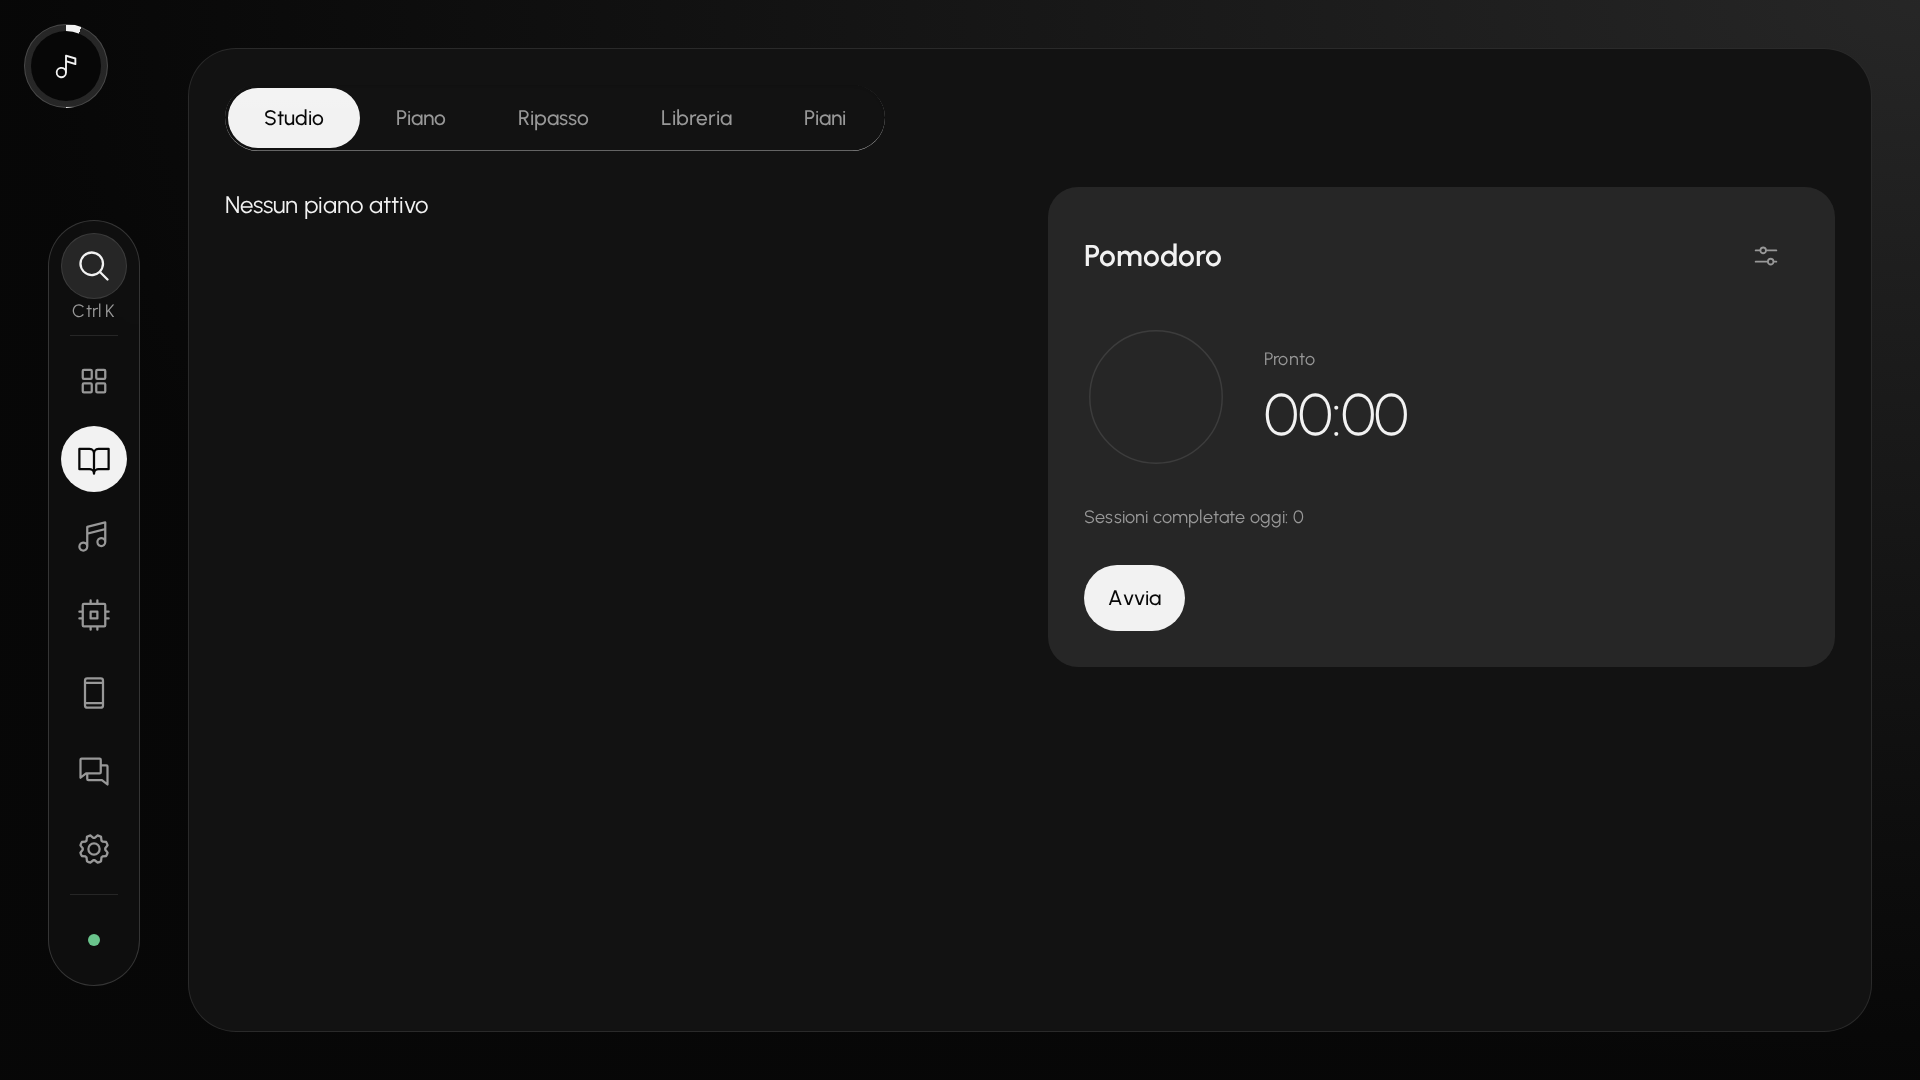 Studio
Piano
Ripasso
Libreria
Piani
Nessun piano attivo
Ctrl K
Pomodoro
Pronto
00:00
Sessioni completate oggi: 0
Avvia